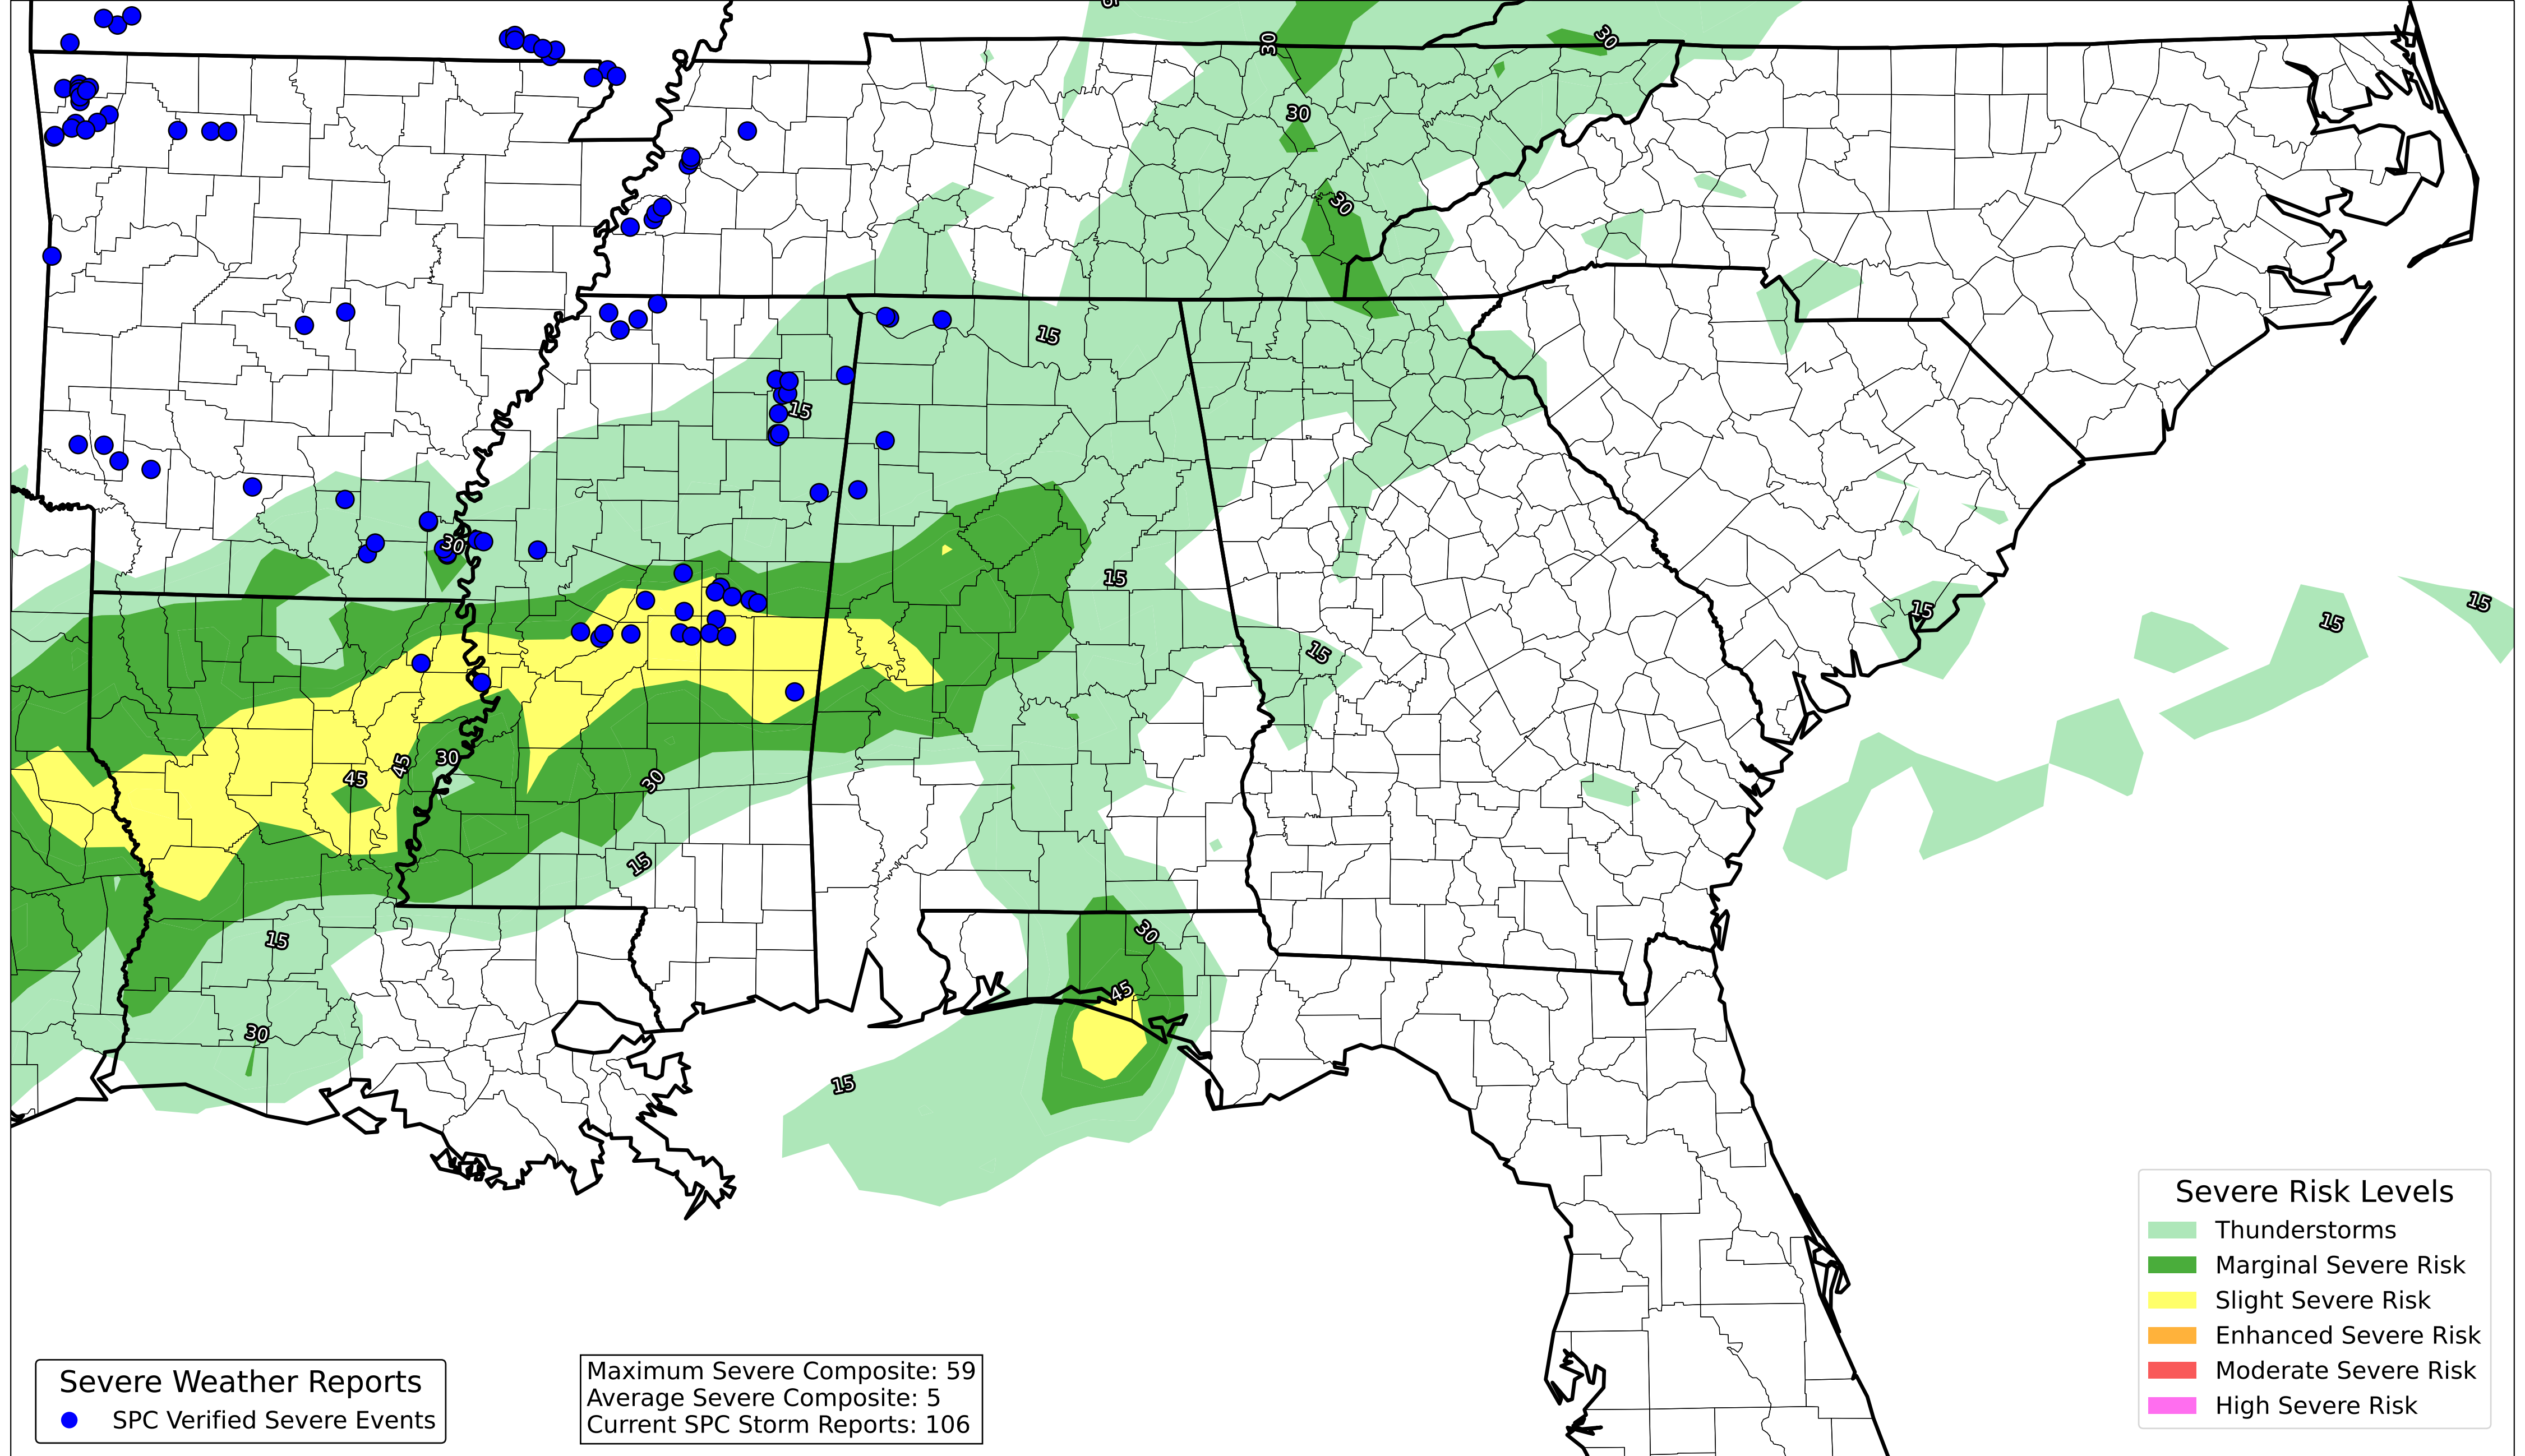 30
30
30
30
15
15
30
15
15
15
15
15
45
45
30
30
15
15
30
45
30
15
Severe Risk Levels
Thunderstorms
Marginal Severe Risk
Slight Severe Risk
Enhanced Severe Risk
Moderate Severe Risk
High Severe Risk
Severe Weather Reports
SPC Verified Severe Events
Maximum Severe Composite: 59
Average Severe Composite: 5
Current SPC Storm Reports: 106